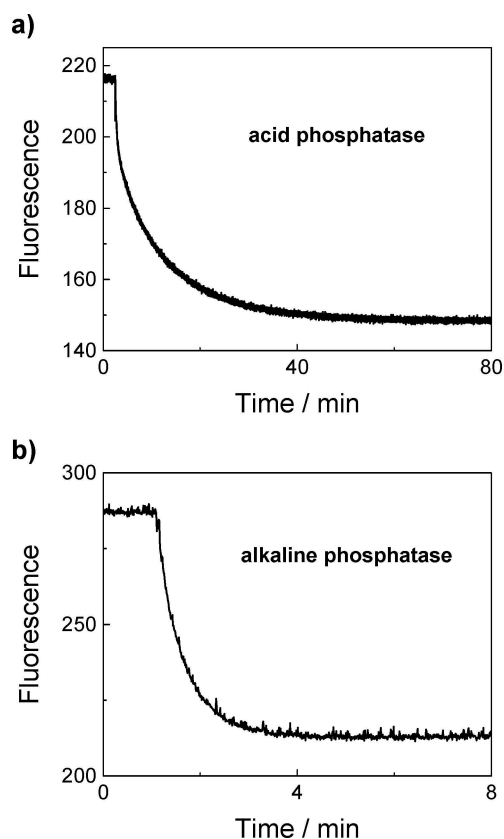 a)
220
200
180
160
140
Fluorescence
acid phosphatase
0
40
80
Time / min
b)
300
250
200
Fluorescence
alkaline phosphatase
0
4
8
Time / min